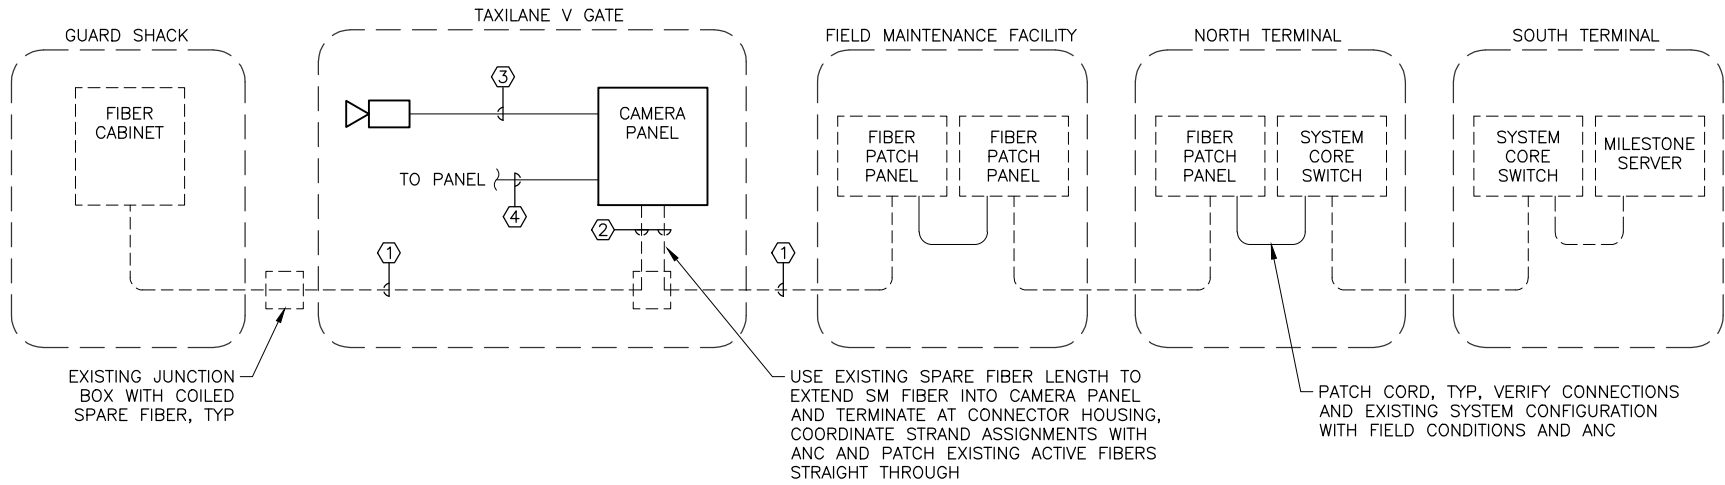 GUARD SHACK
TAXILANE V GATE
FIELD MAINTENANCE FACILITY
NORTH TERMINAL
SOUTH TERMINAL
FIBER
CABINET
3
CAMERA
PANEL
TO PANEL
4
2
1
1
FIBER
PATCH
PANEL
FIBER
PATCH
PANEL
FIBER
PATCH
PANEL
SYSTEM
CORE
SWITCH
SYSTEM
CORE
SWITCH
MILESTONE
SERVER
EXISTING JUNCTION
BOX WITH COILED
SPARE FIBER, TYP
USE EXISTING SPARE FIBER LENGTH TO
EXTEND SM FIBER INTO CAMERA PANEL
AND TERMINATE AT CONNECTOR HOUSING,
COORDINATE STRAND ASSIGNMENTS WITH
ANC AND PATCH EXISTING ACTIVE FIBERS
STRAIGHT THROUGH
PATCH CORD, TYP, VERIFY CONNECTIONS
AND EXISTING SYSTEM CONFIGURATION
WITH FIELD CONDITIONS AND ANC